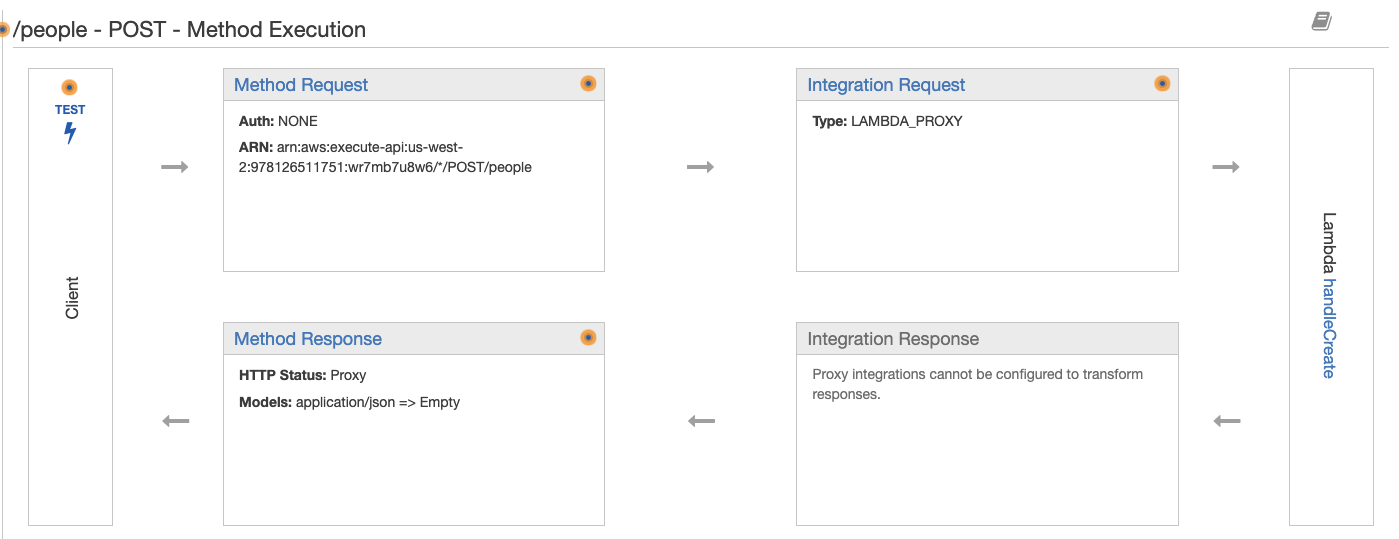 /people - POST - Method Execution
TEST
Client
Method Request
Auth: NONE
ARN: arn:aws:execute-api:us-west-
2:978126511751:wr7mb7u8w6/*/POST/people
Integration Request
Type: LAMBDA_PROXY
Lambda handleCreate
Method Response
HTTP Status: Proxy
Models: application/json => Empty
Integration Response
Proxy integrations cannot be configured to transform
responses.